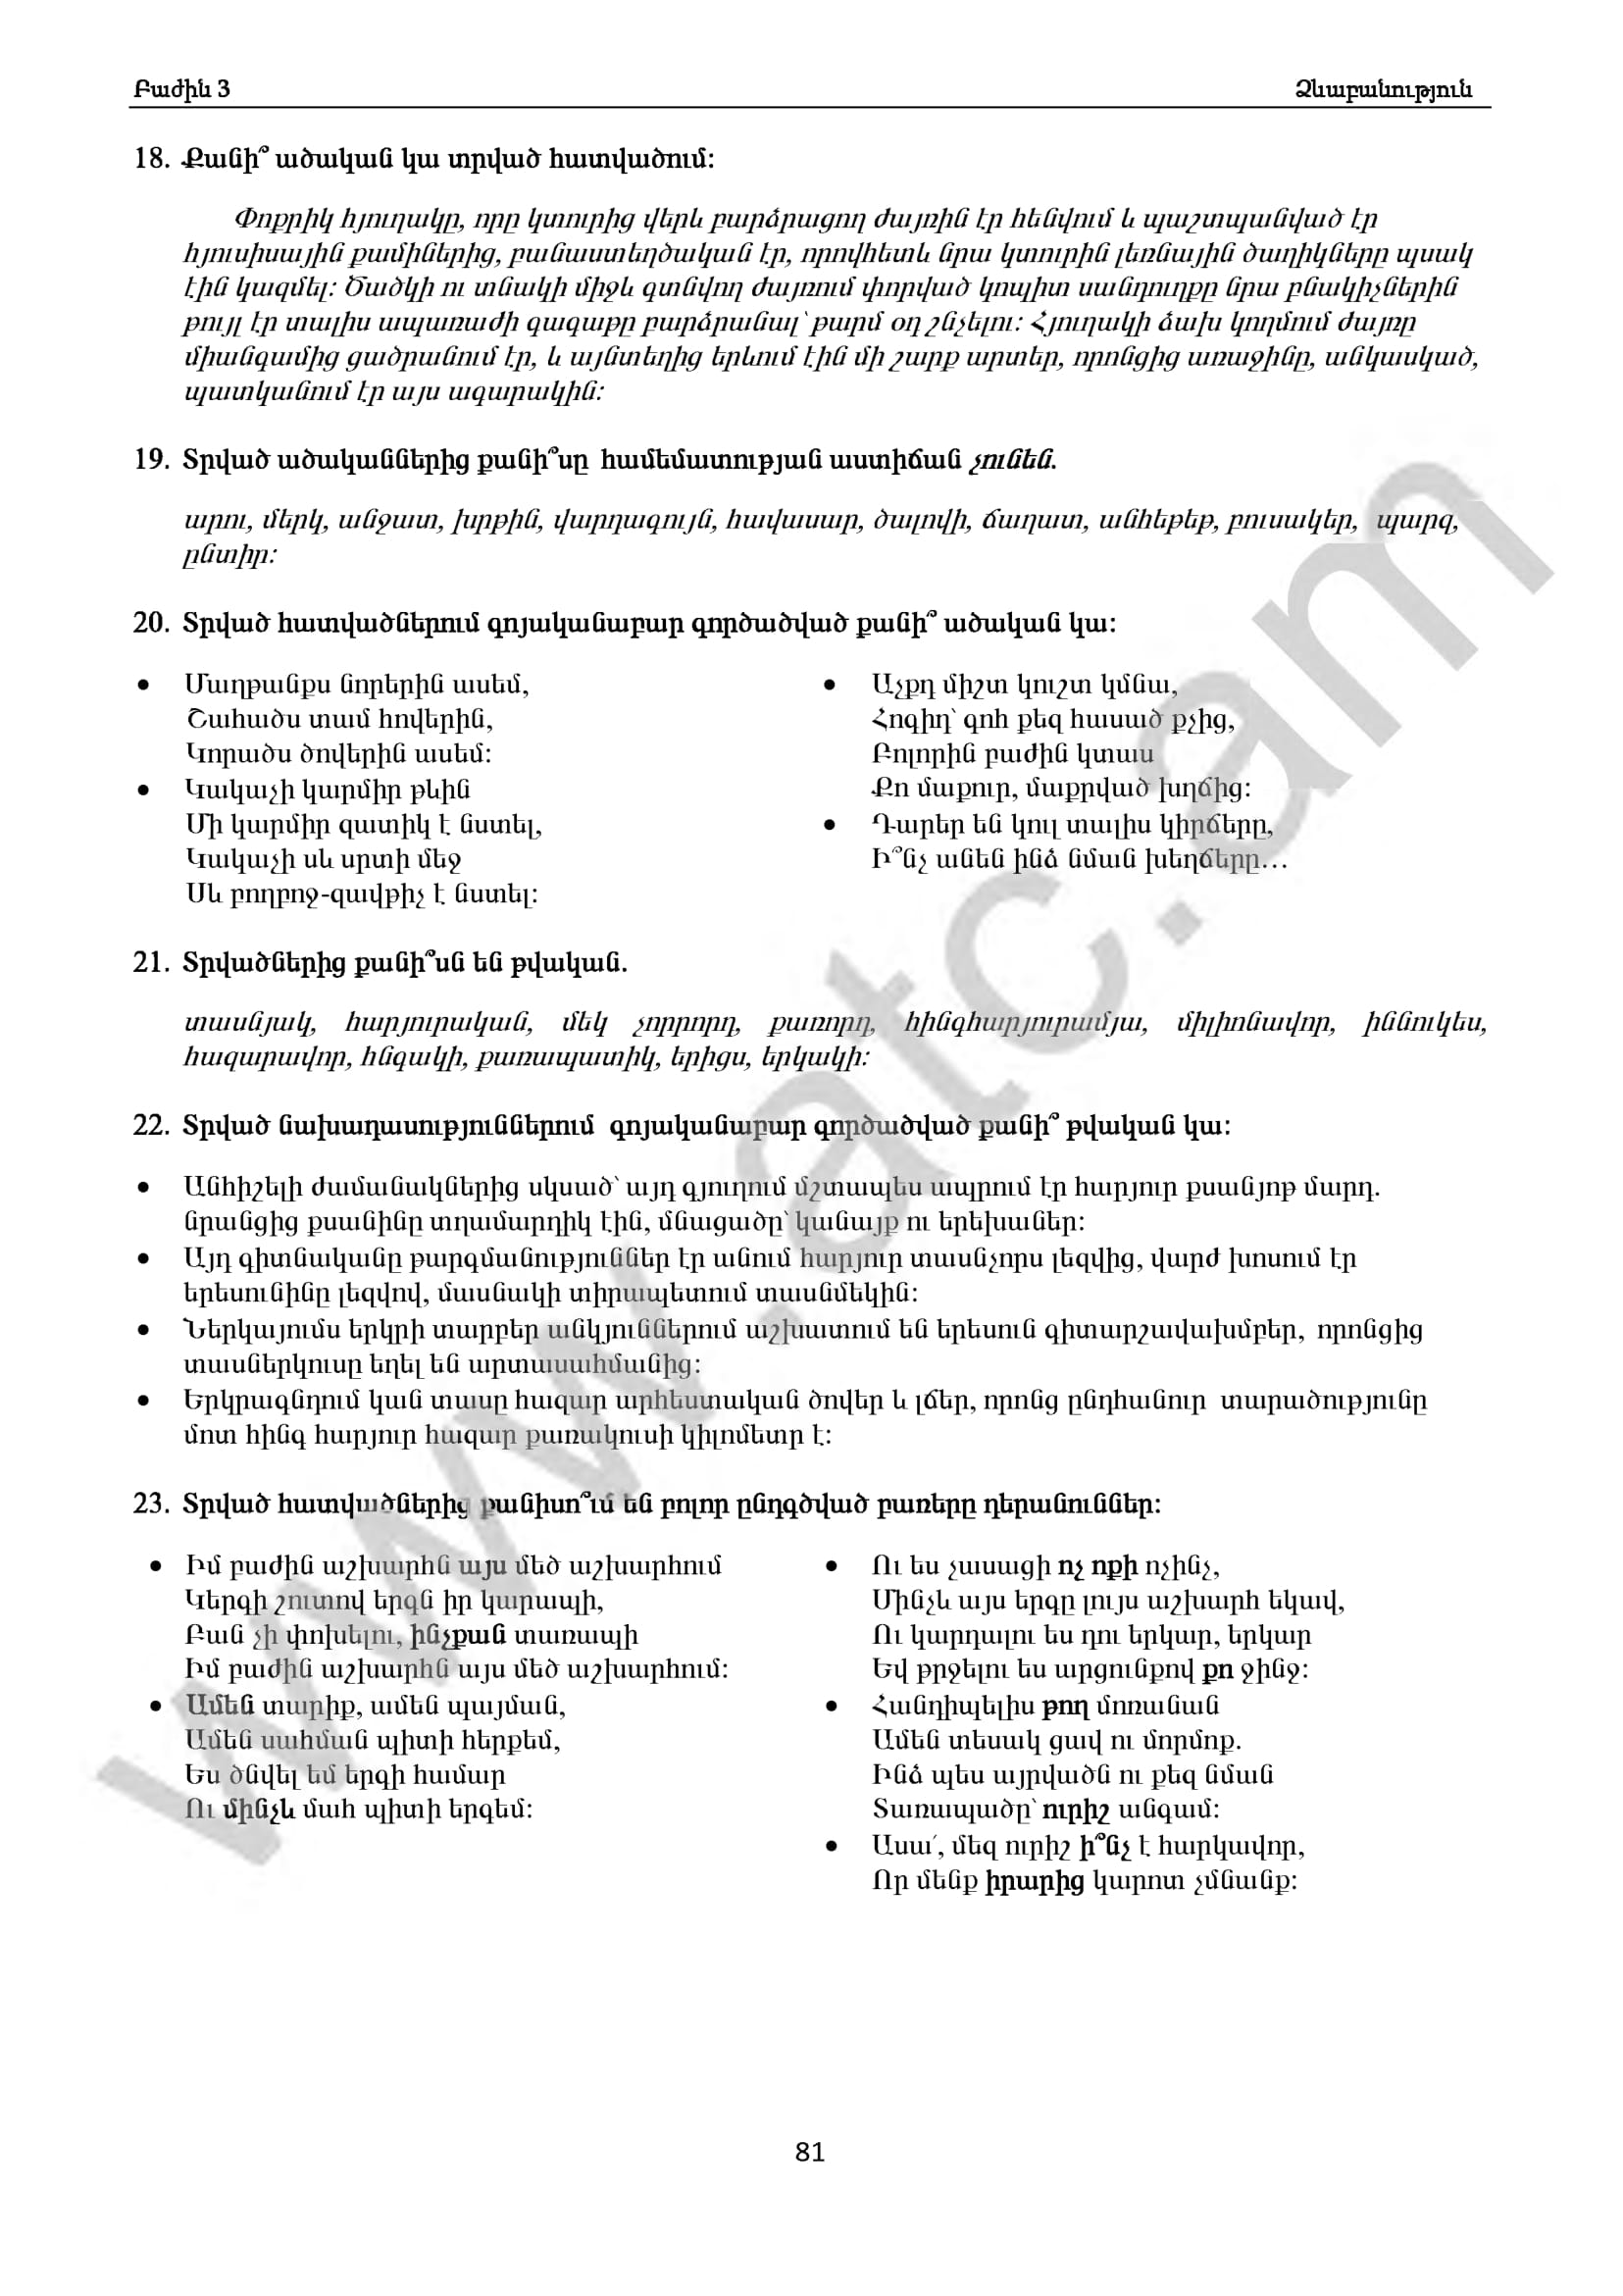 Բաժին 3
Ձևաբանություն
18. Քանի՞ ածական կա տրված հատվածում:
Փոքրիկ հյուղակը, որը կտուրից վերև բարձրացող ժայռին էր հենվում և պաշտպանված էր
հյուսիսային քամիներից, բանաստեղծական էր, որովհետև նրա կտուրին լեռնային ծաղիկները պսակ
էին կազմել: Ծածկի ու տնակի միջև գտնվող ժայռում փորված կոպիտ սանդուղքը նրա բնակիչներին
թույլ էր տալիս ապառաժի գագաթը բարձրանալ՝ թարմ օդ շնչելու: Հյուղակի ձախ կողմում ժայռը
միանգամից ցածրանում էր, և այնտեղից երևում էին մի շարք արտեր, որոնցից առաջինը, անկասկած,
պատկանում էր այս ագարակին:
19. Տրված ածականներից քանի՞սը համեմատության աստիճան չունեն.
արու, մերկ, անջատ, խրթին, վարդագույն, հավասար, ծալովի, ճաղատ, անհեթեթ, բուսակեր, պարզ,
ընտիր:
20. Տրված հատվածներում գոյականաբար գործածված քանի՞ ածական կա:
• Մաղթանքս նորերին ասեմ,
Շահածս տամ հովերին,
Կորածս ծովերին ասեմ:
• Կակաչի կարմիր թևին
Մի կարմիր զատիկ է նստել,
Կակաչի սև սրտի մեջ
Սև բողբոջ-զավթիչ է նստել:
• Աչքդ միշտ կուշտ կմնա,
Հոգիդ՝ գոհ քեզ հասած քչից,
Բոլորին բաժին կտաս
Քո մաքուր, մաքրված խղճից:
• Դարեր են կուլ տալիս կիրճերը,
Ի՞նչ անեն ինձ նման խեղճերը…
21. Տրվածներից քանի՞սն են թվական.
տասնյակ, հարյուրական, մեկ չորրորդ, քառորդ, հինգհարյուրամյա, միլիոնավոր, իննուկես,
հազարավոր, հնգակի, քառապատիկ, երիցս, երկակի:
22. Տրված նախադասություններում գոյականաբար գործածված քանի՞ թվական կա:
• Անհիշելի ժամանակներից սկսած՝ այդ գյուղում մշտապես ապրում էր հարյուր քսանյոթ մարդ.
նրանցից քսանինը տղամարդիկ էին, մնացածը՝ կանայք ու երեխաներ:
• Այդ գիտնականը թարգմանություններ էր անում հարյուր տասնչորս լեզվից, վարժ խոսում էր
երեսունինը լեզվով, մասնակի տիրապետում տասնմեկին:
• Ներկայումս երկրի տարբեր անկյուններում աշխատում են երեսուն գիտարշավախմբեր, որոնցից
տասներկուսը եղել են արտասահմանից:
• Երկրագնդում կան տասը հազար արհեստական ծովեր և լճեր, որոնց ընդհանուր տարածությունը
մոտ հինգ հարյուր հազար քառակուսի կիլոմետր է:
23. Տրված հատվածներից քանիսո՞ւմ են բոլոր ընդգծված բառերը դերանուններ:
• Իմ բաժին աշխարհն այս մեծ աշխարհում
Կերգի շուտով երգն իր կարապի,
Բան չի փոխելու, ինչքան տառապի
Իմ բաժին աշխարհն այս մեծ աշխարհում:
• Ամեն տարիք, ամեն պայման,
Ամեն սահման պիտի հերքեմ,
Ես ծնվել եմ երգի համար
Ու մինչև մահ պիտի երգեմ:
• Ու ես չասացի ոչ ոքի ոչինչ,
Մինչև այս երգը լույս աշխարհ եկավ,
Ու կարդալու ես դու երկար, երկար
Եվ թրջելու ես արցունքով քո ջինջ:
• Հանդիպելիս թող մոռանան
Ամեն տեսակ ցավ ու մորմոք.
Ինձ պես այրվածն ու քեզ նման
Տառապածը՝ ուրիշ անգամ:
• Ասա՛, մեզ ուրիշ ի՞նչ է հարկավոր,
Որ մենք իրարից կարոտ չմնանք:
www.atc.am
81